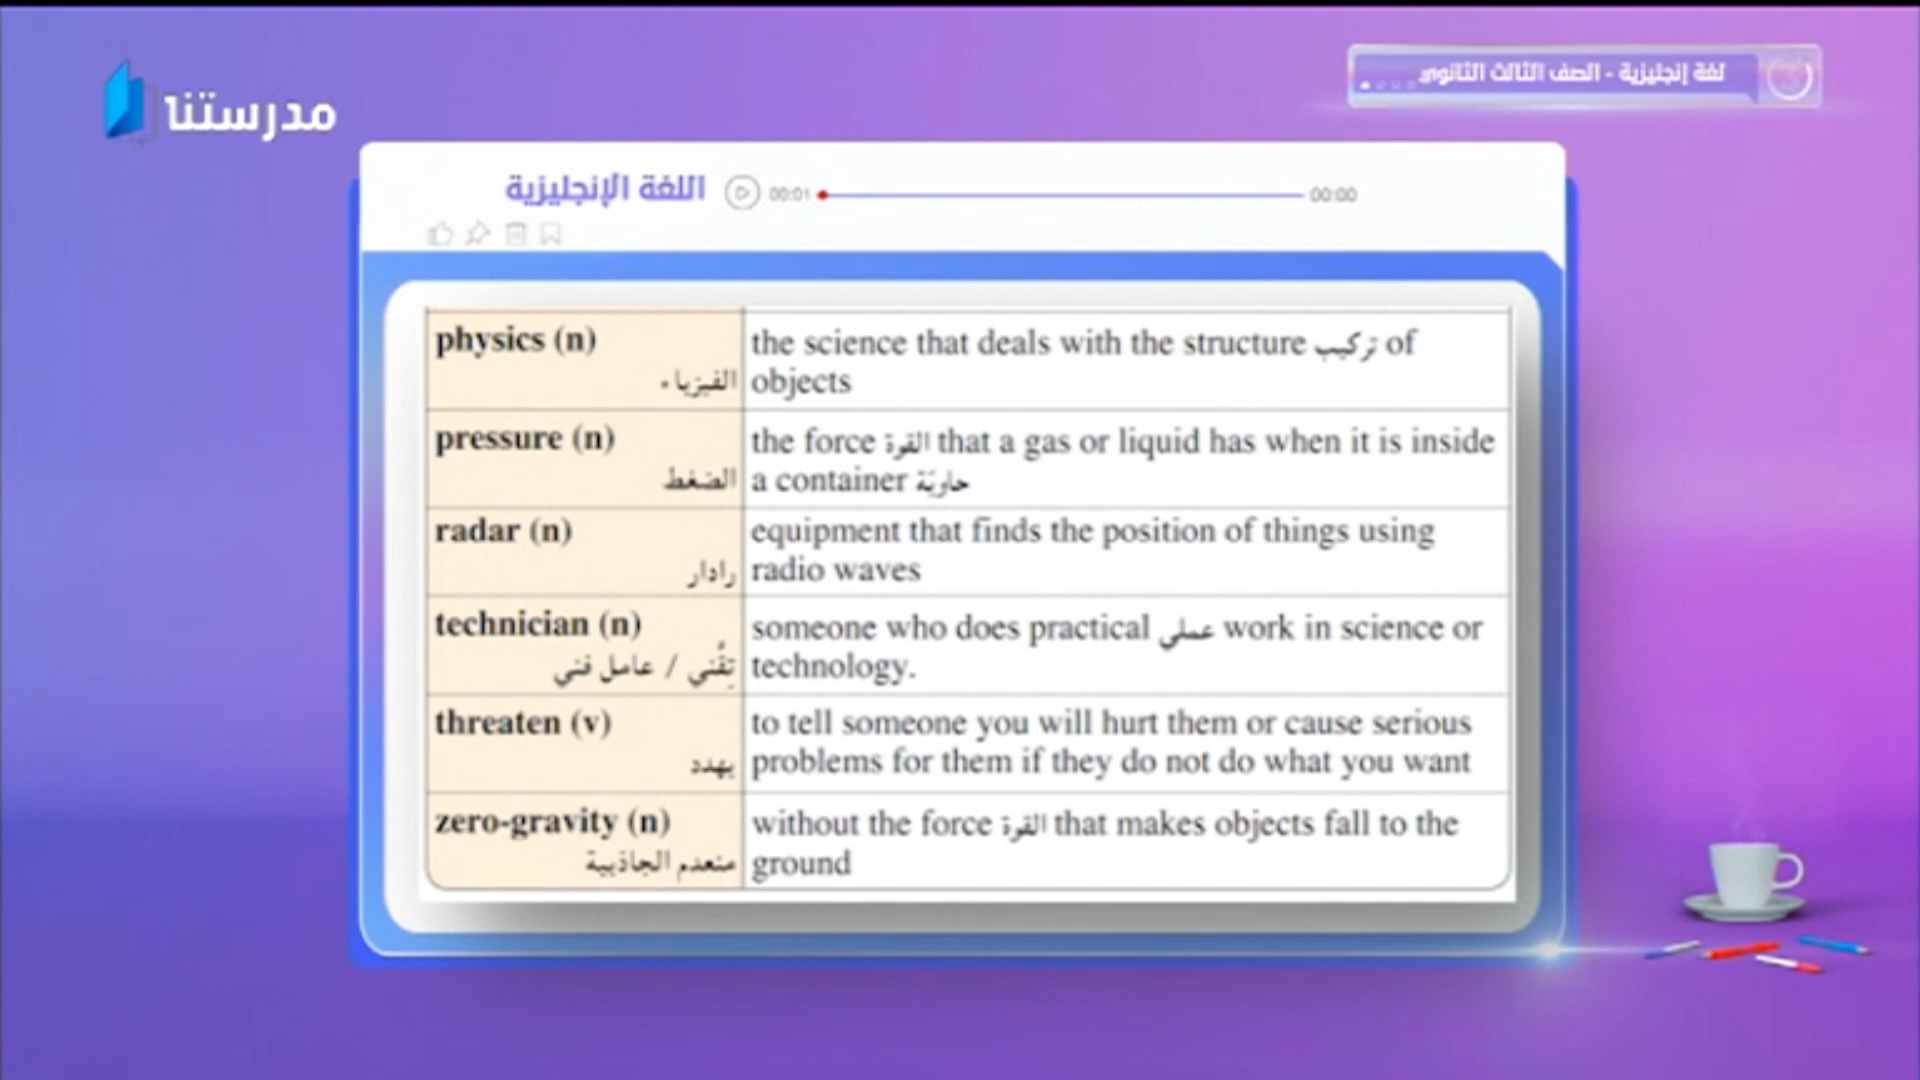 مدرستنا
لغة إنجليزية - الصف الثالث الثانوي
اللغة الإنجليزية
00:01
00:00
physics (n)
الفيزياء
the science that deals with the structure تركيب of
objects
pressure (n)
الضغط
the force القوة that a gas or liquid has when it is inside
a container حاوية
radar (n)
رادار
equipment that finds the position of things using
radio waves
technician (n)
تِقَني / عامل فني
someone who does practical عملي work in science or
technology.
threaten (v)
يهدد
to tell someone you will hurt them or cause serious
problems for them if they do not do what you want
zero-gravity (n)
منعدم الجاذبية
without the force القوة that makes objects fall to the
ground